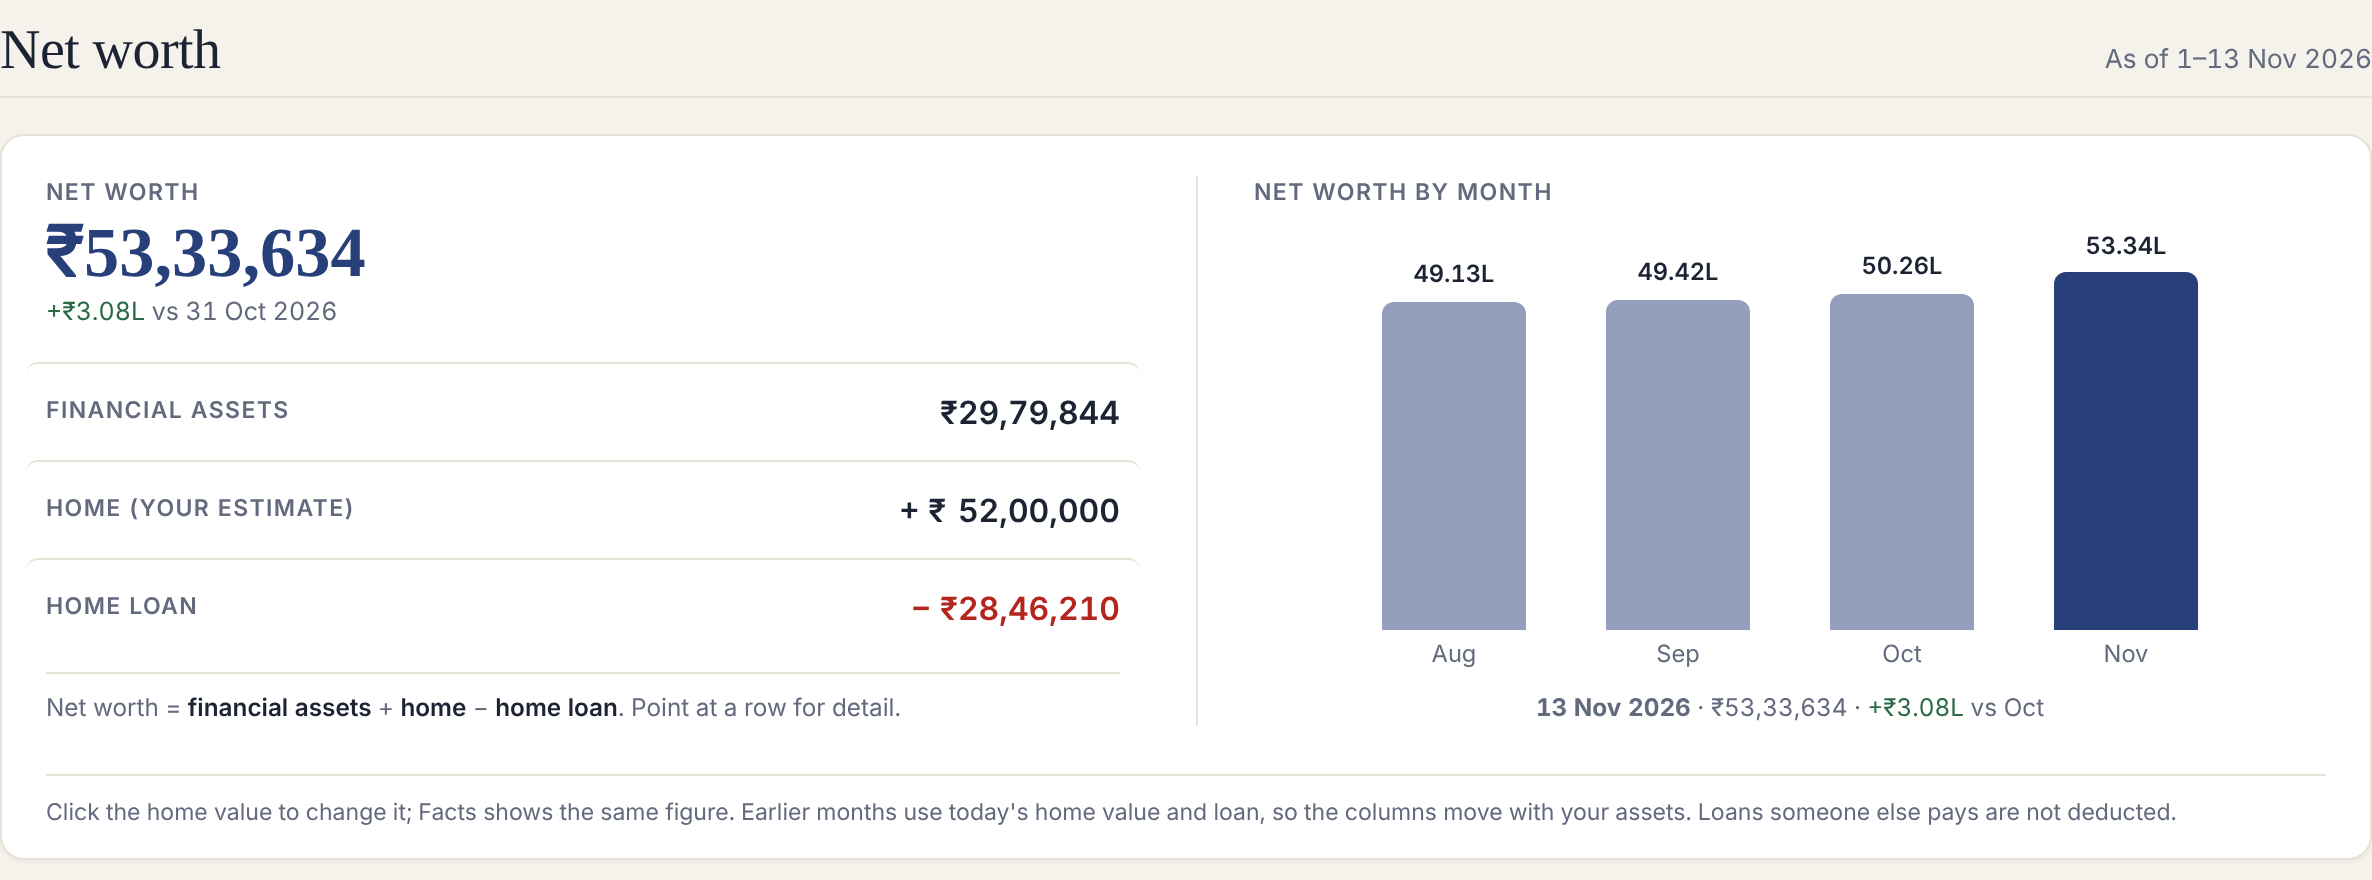 Net worth
As of 1–13 Nov 2026
NET WORTH
₹53,33,634
+₹3.08L vs 31 Oct 2026
FINANCIAL ASSETS
₹29,79,844
HOME (YOUR ESTIMATE)
+ ₹ 52,00,000
HOME LOAN
− ₹28,46,210
Net worth = financial assets + home − home loan. Point at a row for detail.
NET WORTH BY MONTH
49.13L
49.42L
50.26L
53.34L
Aug
Sep
Oct
Nov
13 Nov 2026 · ₹53,33,634 · +₹3.08L vs Oct
Click the home value to change it; Facts shows the same figure. Earlier months use today's home value and loan, so the columns move with your assets. Loans someone else pays are not deducted.